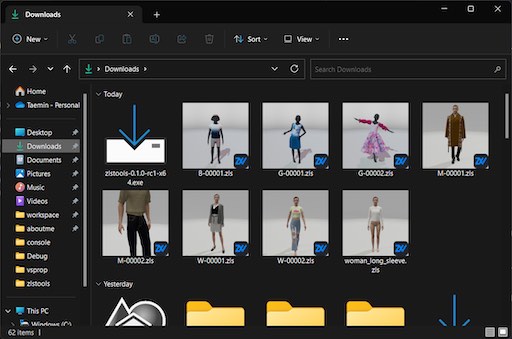 Downloads
New
Sort
View
Downloads
Search Downloads
Home
Taemin - Personal
Desktop
Downloads
Documents
Pictures
Music
Videos
workspace
aboutme
console
Debug
vsprop
zlstools
This PC
Windows (C:)
Today
zlstools-0.1.0-rc1-x6
4.exe
B-00001.zls
G-00001.zls
G-00002.zls
M-00001.zls
M-00002.zls
W-00001.zls
W-00002.zls
woman_long_sleeve.
zls
Yesterday
62 items